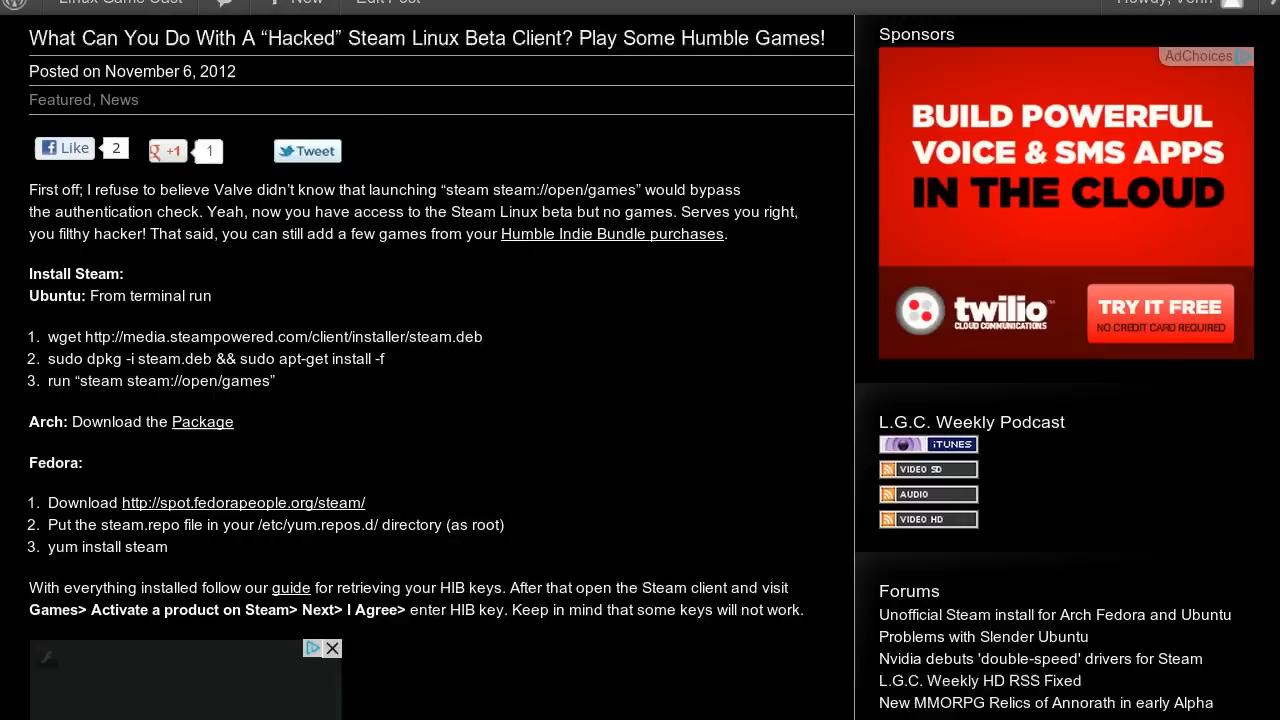 Linux Game Cast
New
Edit Post
Howdy, Venn
What Can You Do With A “Hacked” Steam Linux Beta Client? Play Some Humble Games!
Posted on November 6, 2012
Featured, News
Like 2
+1 1
Tweet
First off; I refuse to believe Valve didn’t know that launching “steam steam://open/games” would bypass
the authentication check. Yeah, now you have access to the Steam Linux beta but no games. Serves you right,
you filthy hacker! That said, you can still add a few games from your Humble Indie Bundle purchases.
Install Steam:
Ubuntu: From terminal run
1. wget http://media.steampowered.com/client/installer/steam.deb
2. sudo dpkg -i steam.deb && sudo apt-get install -f
3. run “steam steam://open/games”
Arch: Download the Package
Fedora:
1. Download http://spot.fedorapeople.org/steam/
2. Put the steam.repo file in your /etc/yum.repos.d/ directory (as root)
3. yum install steam
With everything installed follow our guide for retrieving your HIB keys. After that open the Steam client and visit
Games> Activate a product on Steam> Next> I Agree> enter HIB key. Keep in mind that some keys will not work.
Sponsors
AdChoices
BUILD POWERFUL
VOICE & SMS APPS
IN THE CLOUD
twilio™
CLOUD COMMUNICATIONS
TRY IT FREE
NO CREDIT CARD REQUIRED
L.G.C. Weekly Podcast
iTUNES
VIDEO SD
AUDIO
VIDEO HD
Forums
Unofficial Steam install for Arch Fedora and Ubuntu
Problems with Slender Ubuntu
Nvidia debuts 'double-speed' drivers for Steam
L.G.C. Weekly HD RSS Fixed
New MMORPG Relics of Annorath in early Alpha